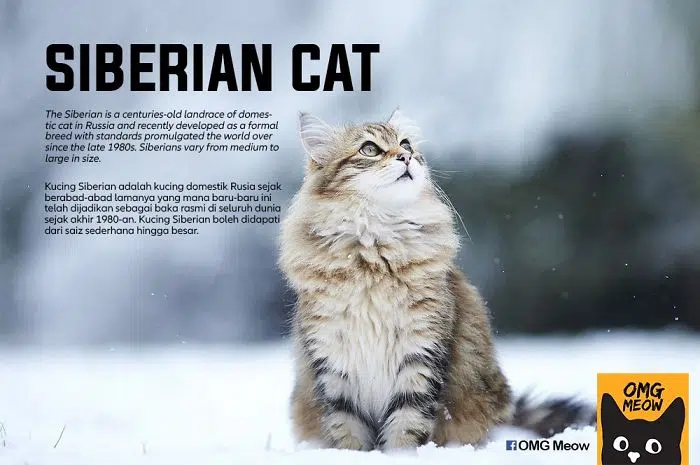 SIBERIAN CAT
The Siberian is a centuries-old landrace of domes-
tic cat in Russia and recently developed as a formal
breed with standards promulgated the world over
since the late 1980s. Siberians vary from medium to
large in size.
Kucing Siberian adalah kucing domestik Rusia sejak
berabad-abad lamanya yang mana baru-baru ini
telah dijadikan sebagai baka rasmi di seluruh dunia
sejak akhir 1980-an. Kucing Siberian boleh didapati
dari saiz sederhana hingga besar.
OMG
MEOW
f OMG Meow